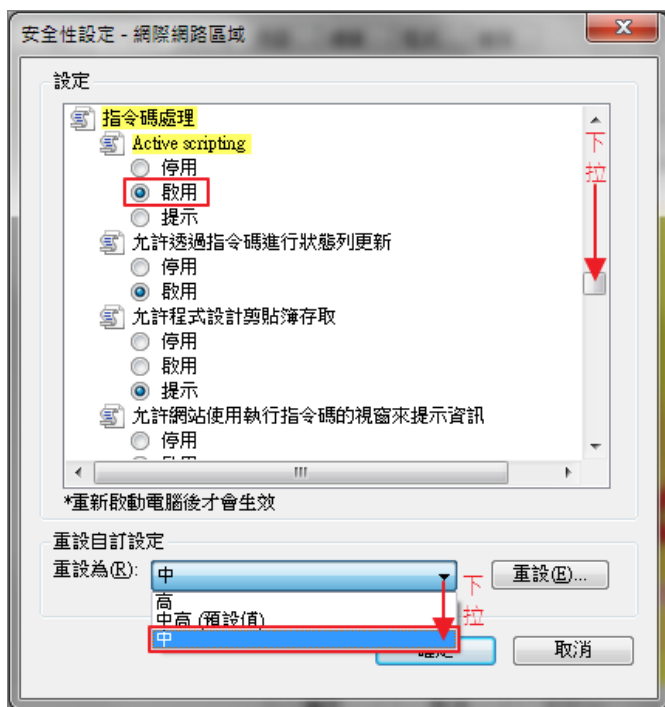 安全性設定 - 網際網路區域
設定
指令碼處理
Active scripting
停用
啟用
提示
允許透過指令碼進行狀態列更新
停用
啟用
允許程式設計剪貼簿存取
停用
啟用
提示
允許網站使用執行指令碼的視窗來提示資訊
停用
下拉
*重新啟動電腦後才會生效
重設自訂設定
重設為(R):
中
重設(E)...
高
中高 (預設值)
中
下拉
取消